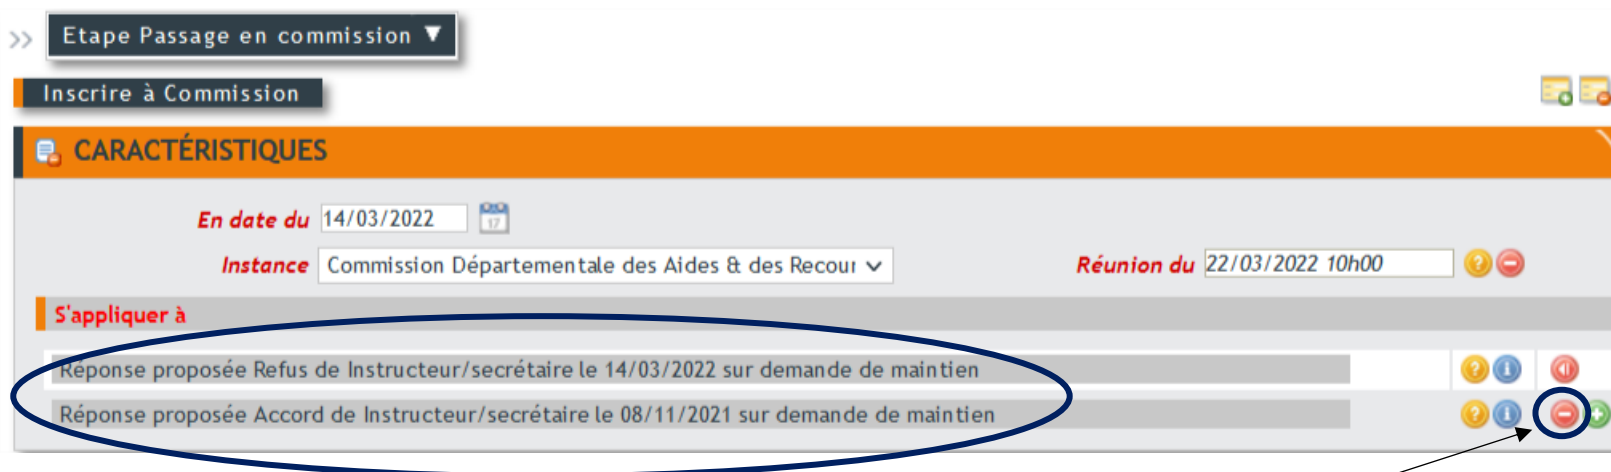 >> Etape Passage en commission ▼
Inscrire à Commission
CARACTÉRISTIQUES
En date du 14/03/2022 17
Instance Commission Départementale des Aides & des Recour Réunion du 22/03/2022 10h00
S'appliquer à
Réponse proposée Refus de Instructeur/secrétaire le 14/03/2022 sur demande de maintien
Réponse proposée Accord de Instructeur/secrétaire le 08/11/2021 sur demande de maintien